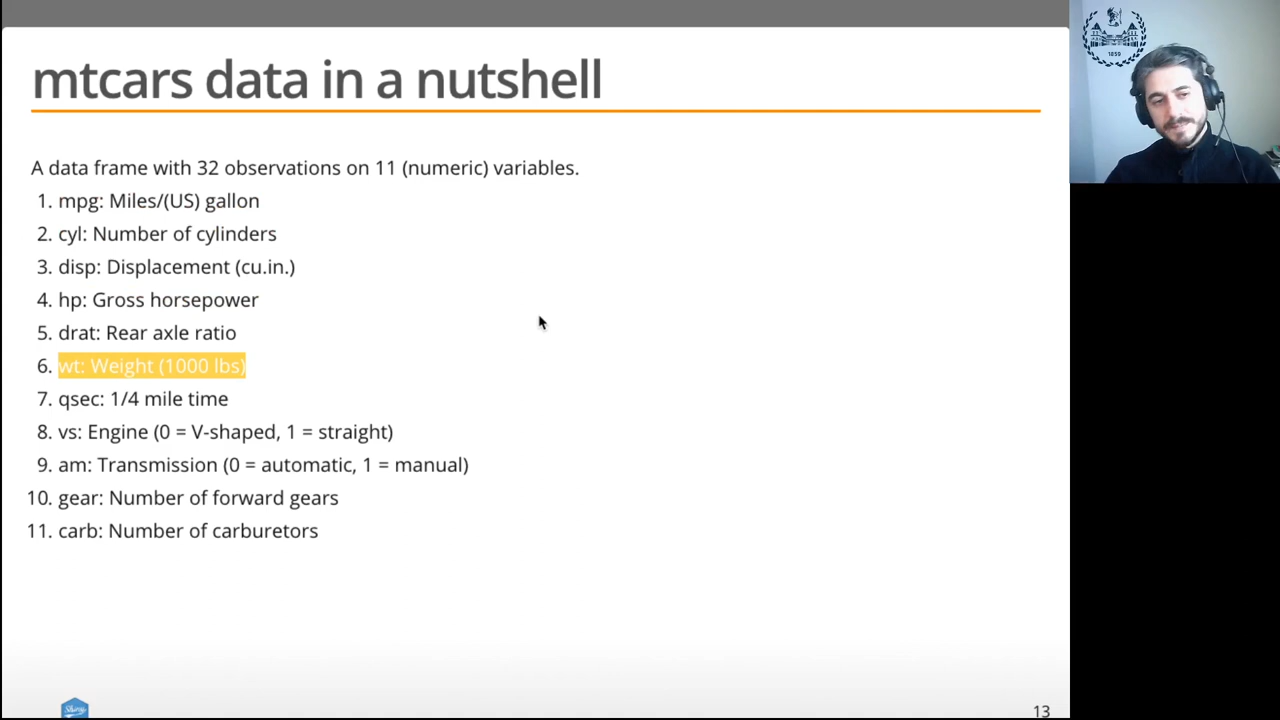 mtcars data in a nutshell
A data frame with 32 observations on 11 (numeric) variables.
1. mpg: Miles/(US) gallon
2. cyl: Number of cylinders
3. disp: Displacement (cu.in.)
4. hp: Gross horsepower
5. drat: Rear axle ratio
6. wt: Weight (1000 lbs)
7. qsec: 1/4 mile time
8. vs: Engine (0 = V-shaped, 1 = straight)
9. am: Transmission (0 = automatic, 1 = manual)
10. gear: Number of forward gears
11. carb: Number of carburetors
Shiny
13
1859